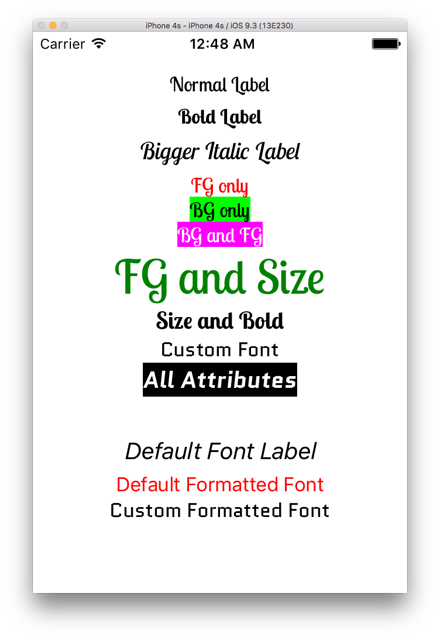 iPhone 4s - iPhone 4s / iOS 9.3 (13E230)
Carrier 12:48 AM
Normal Label
Bold Label
Bigger Italic Label
FG only
BG only
BG and FG
FG and Size
Size and Bold
Custom Font
All Attributes
Default Font Label
Default Formatted Font
Custom Formatted Font